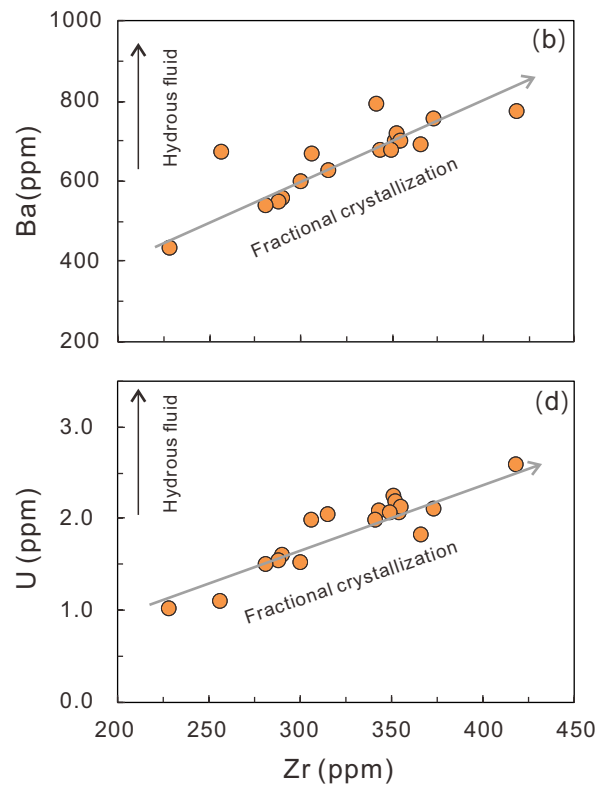 1000
800
600
400
200
Ba(ppm)
Hydrous fluid
(b)
Fractional crystallization
3.0
2.0
1.0
0.0
U (ppm)
Hydrous fluid
(d)
Fractional crystallization
200 250 300 350 400 450
Zr (ppm)